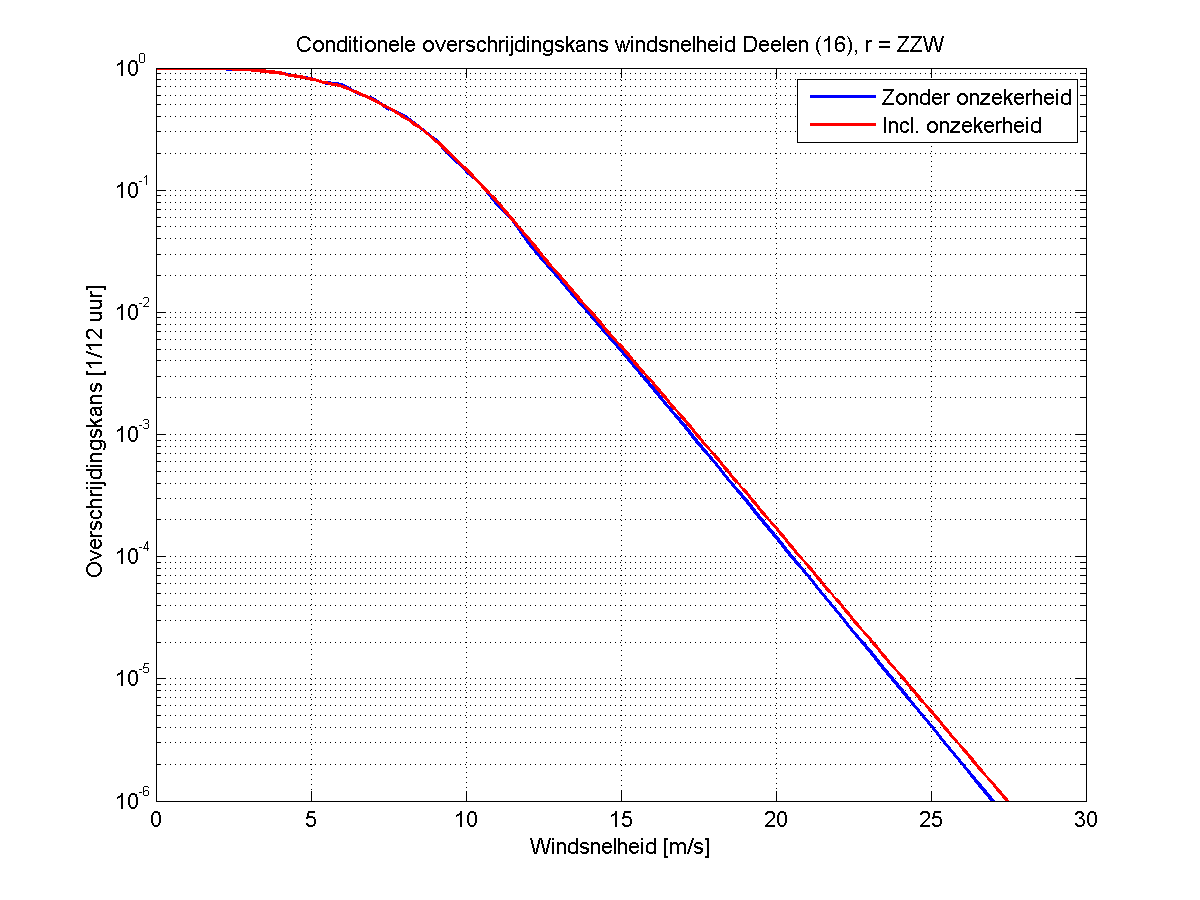 Conditionele overschrijdingskans windsnelheid Deelen (16), r = ZZW
Zonder onzekerheid
Incl. onzekerheid
Overschrijdingskans [1/12 uur]
10^0
10^-1
10^-2
10^-3
10^-4
10^-5
10^-6
0 5 10 15 20 25 30
Windsnelheid [m/s]